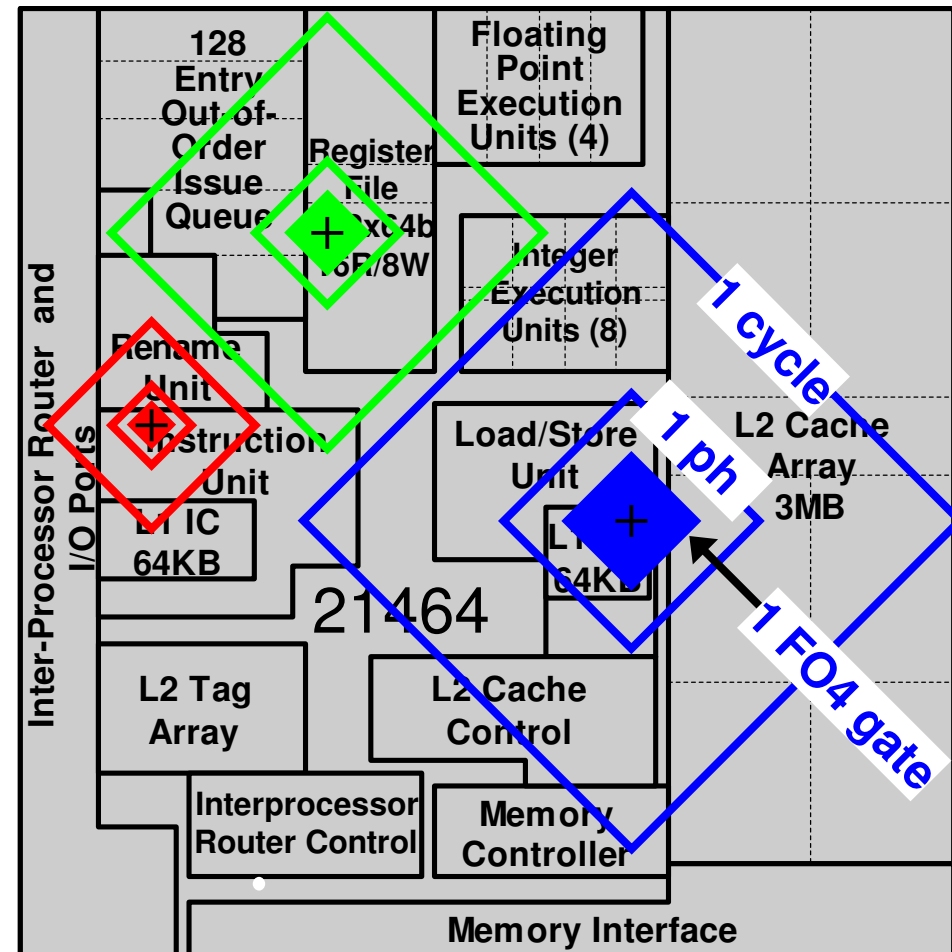 128
Entry
Out-of-
Order
Issue
Queue
Floating
Point
Execution
Units (4)
Register
File
x64b
16R/8W
Integer
Execution
Units (8)
1 cycle
Rename
Unit
Instruction
Unit
Load/Store
Unit
1 ph
L2 Cache
Array
3MB
Inter-Processor Router and
I/O Ports
L1 IC
64KB
64KB
21464
1 FO4 gate
L2 Tag
Array
L2 Cache
Control
Interprocessor
Router Control
Memory
Controller
Memory Interface